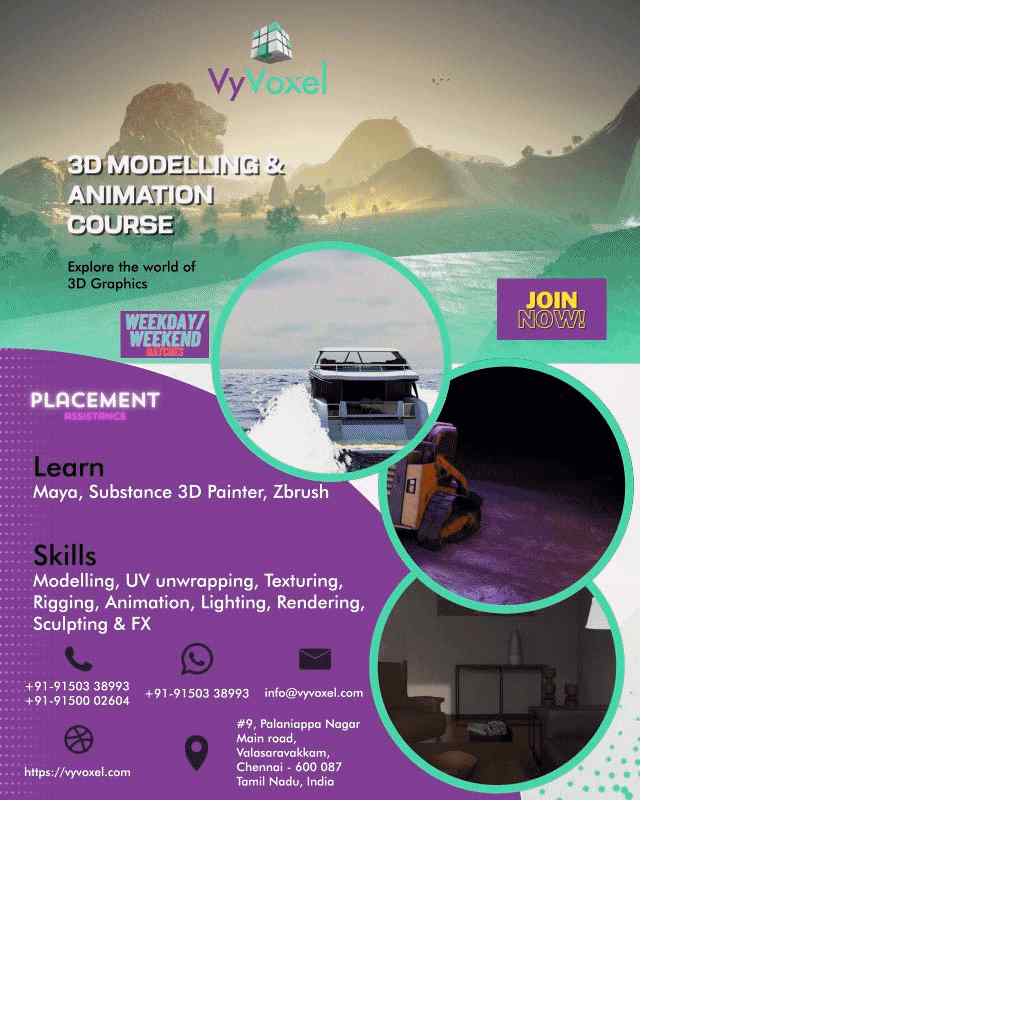 VyVoxel
3D MODELLING &
ANIMATION
COURSE
Explore the world of
3D Graphics
WEEKDAY/
WEEKEND
BATCHES
JOIN
NOW!
PLACEMENT
ASSISTANCE
Learn
Maya, Substance 3D Painter, Zbrush
Skills
Modelling, UV unwrapping, Texturing,
Rigging, Animation, Lighting, Rendering,
Sculpting & FX
+91-91503 38993
+91-91500 02604
+91-91503 38993
info@vyvoxel.com
https://vyvoxel.com
#9, Palaniappa Nagar
Main road,
Valasaravakkam,
Chennai - 600 087
Tamil Nadu, India